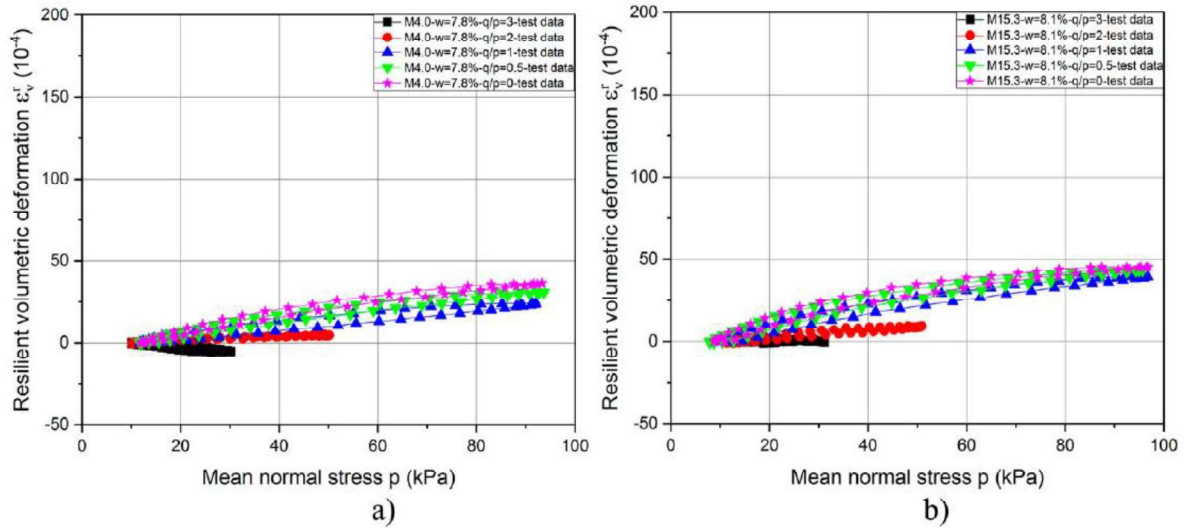 M4.0-w=7.8%-q/p=3-test data
M4.0-w=7.8%-q/p=2-test data
M4.0-w=7.8%-q/p=1-test data
M4.0-w=7.8%-q/p=0.5-test data
M4.0-w=7.8%-q/p=0-test data
200
150
100
50
0
-50
0 20 40 60 80 100
Resilient volumetric deformation εᵥʳ (10⁻⁴)
Mean normal stress p (kPa)
a)
M15.3-w=8.1%-q/p=3-test data
M15.3-w=8.1%-q/p=2-test data
M15.3-w=8.1%-q/p=1-test data
M15.3-w=8.1%-q/p=0.5-test data
M15.3-w=8.1%-q/p=0-test data
200
150
100
50
0
-50
0 20 40 60 80 100
Resilient volumetric deformation εᵥʳ (10⁻⁴)
Mean normal stress p (kPa)
b)